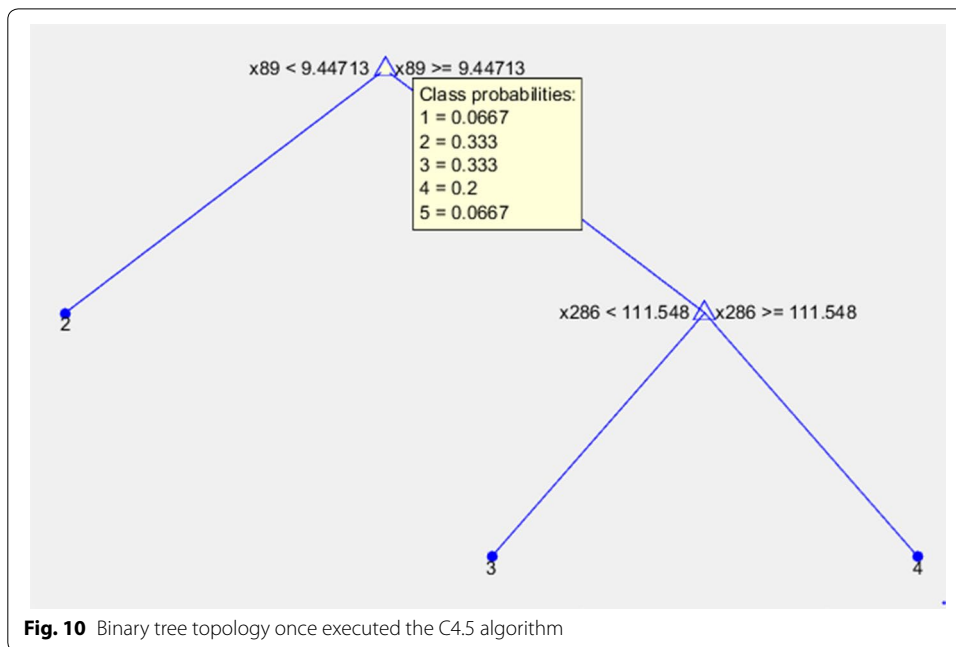 x89 < 9.44713 x89 >= 9.44713
Class probabilities:
1 = 0.0667
2 = 0.333
3 = 0.333
4 = 0.2
5 = 0.0667
2
x286 < 111.548 x286 >= 111.548
3
4
Fig. 10 Binary tree topology once executed the C4.5 algorithm